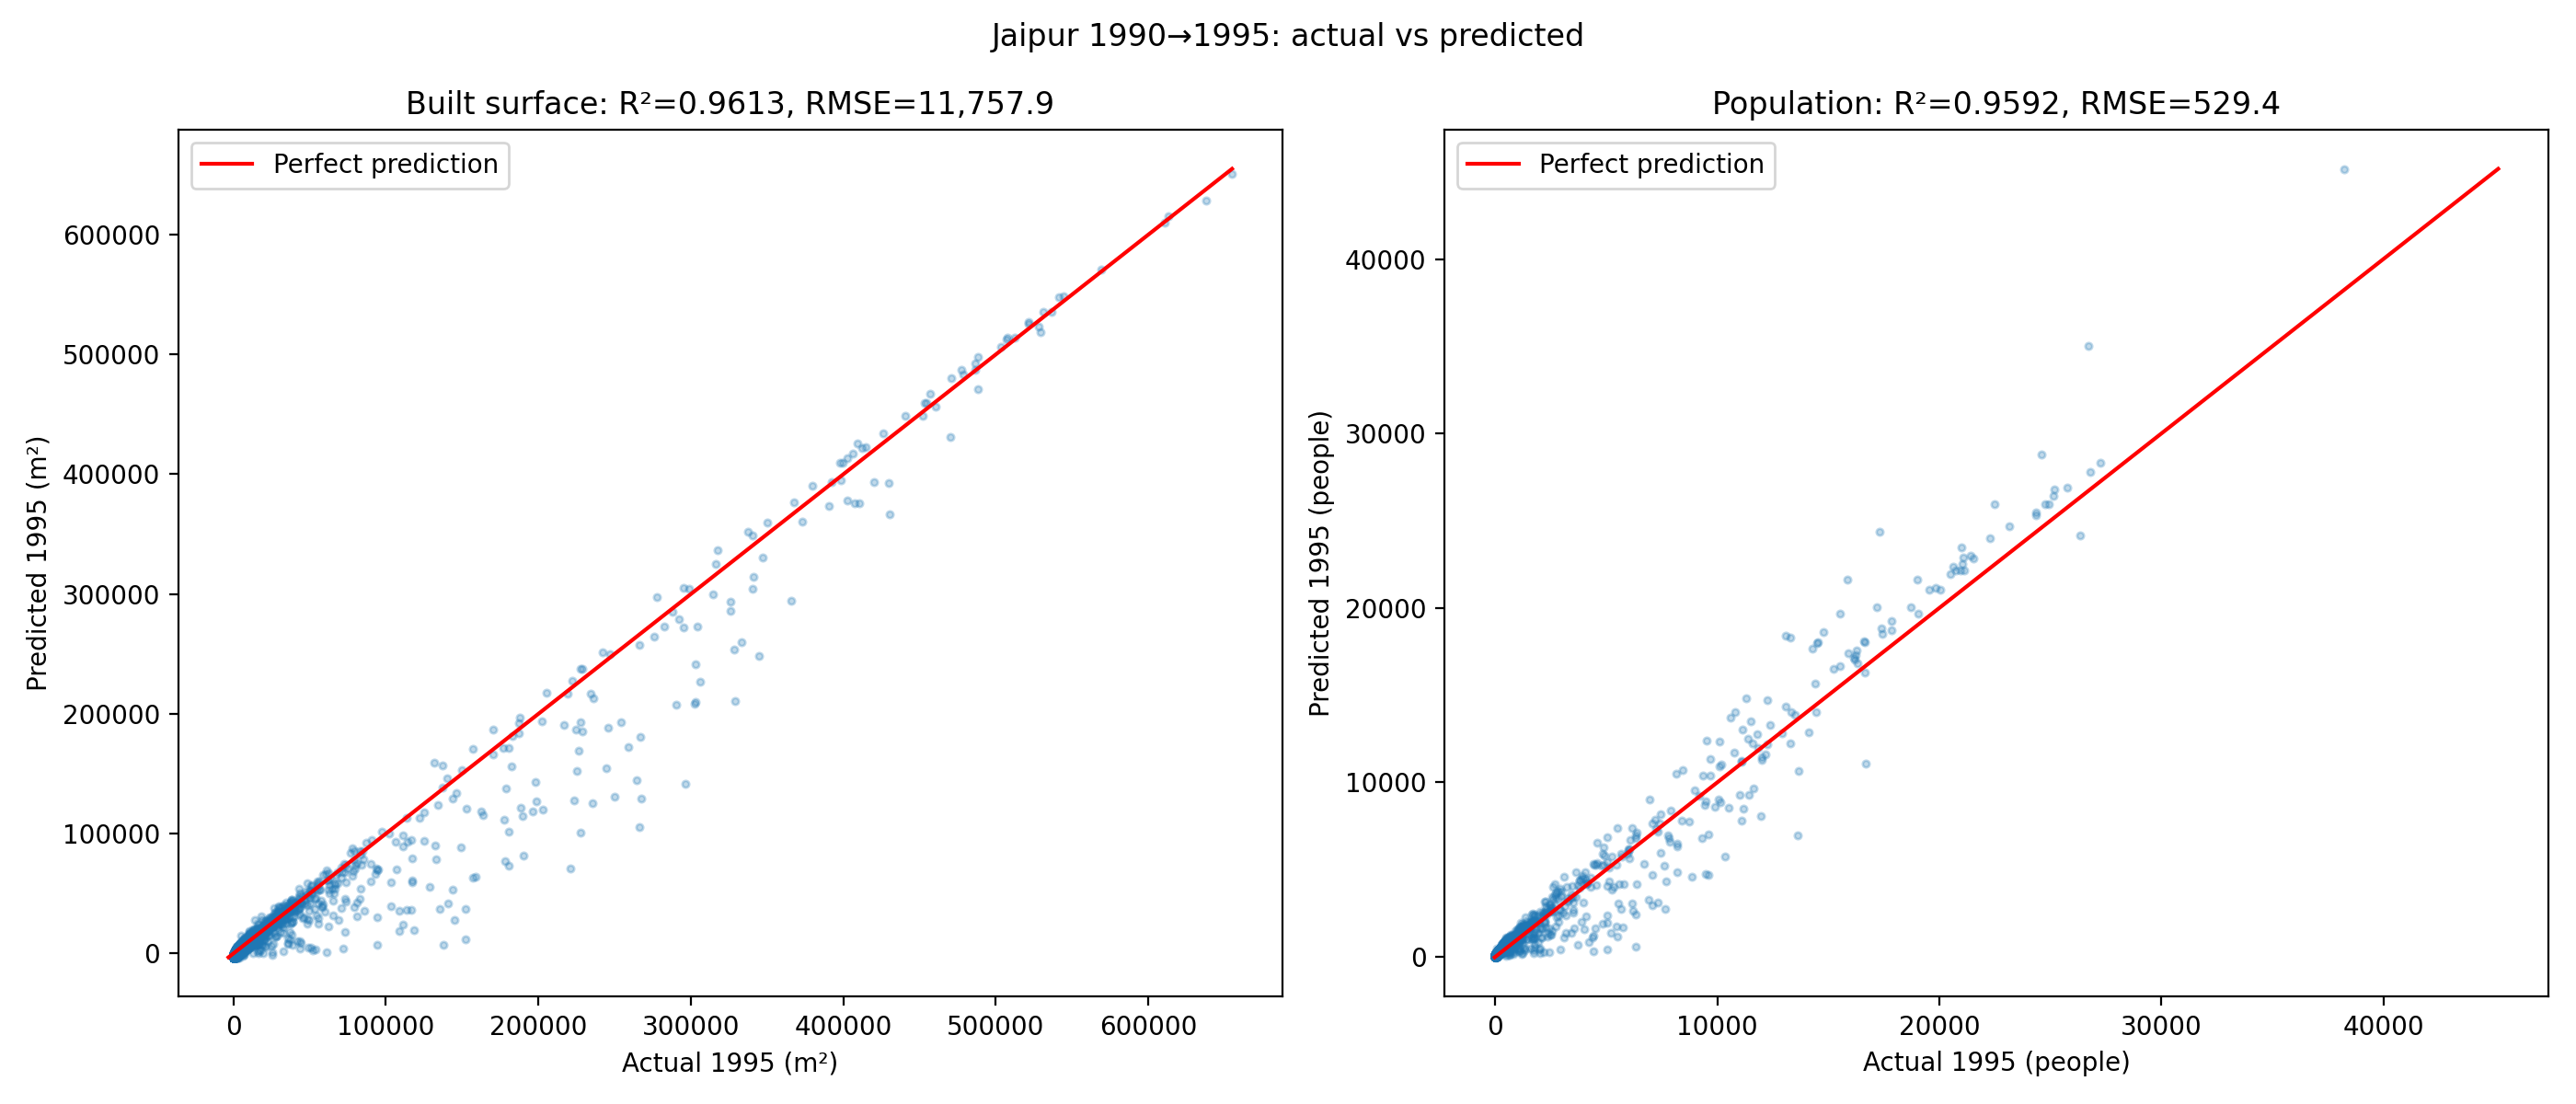 Jaipur 1990→1995: actual vs predicted
Built surface: R²=0.9613, RMSE=11,757.9
Perfect prediction
600000
500000
400000
300000
200000
100000
0
Predicted 1995 (m²)
0 100000 200000 300000 400000 500000 600000
Actual 1995 (m²)
Population: R²=0.9592, RMSE=529.4
Perfect prediction
40000
30000
20000
10000
0
Predicted 1995 (people)
0 10000 20000 30000 40000
Actual 1995 (people)